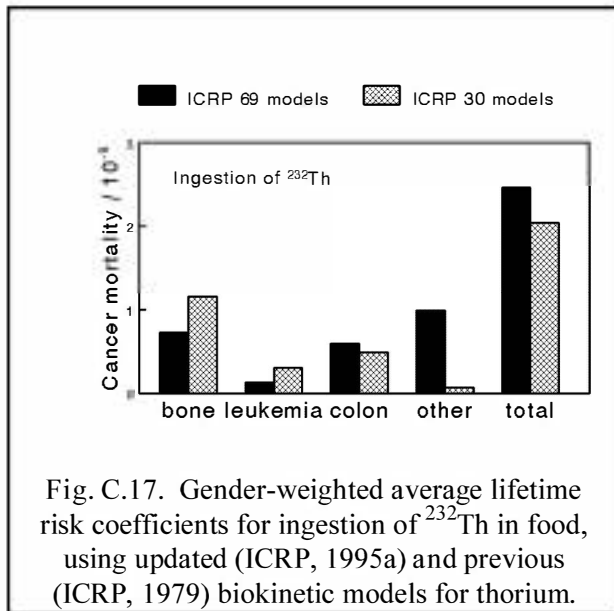 ICRP 69 models ICRP 30 models
Cancer mortality / 10⁻⁹
Ingestion of ²³²Th
2
1
bone leukemia colon other total
Fig. C.17. Gender-weighted average lifetime
risk coefficients for ingestion of ²³²Th in food,
using updated (ICRP, 1995a) and previous
(ICRP, 1979) biokinetic models for thorium.